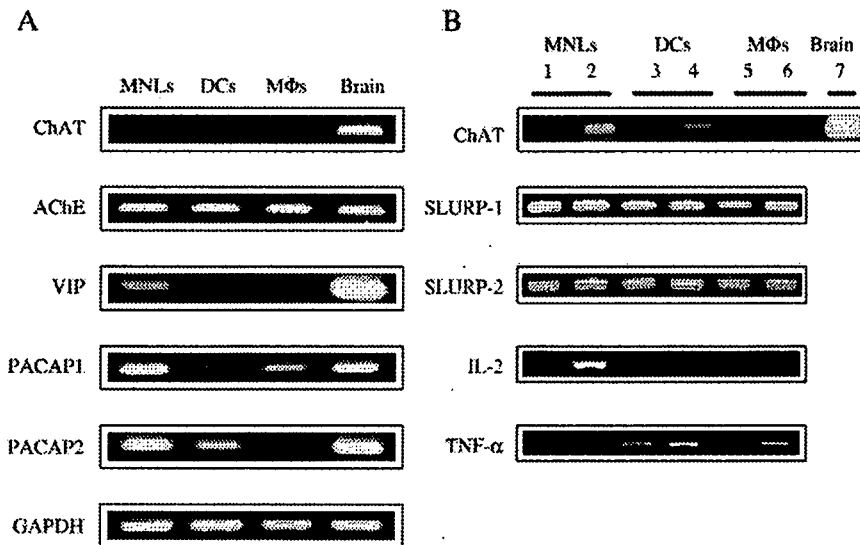 A
MNLs DCs MΦs Brain
ChAT
AChE
VIP
PACAP1
PACAP2
GAPDH
B
MNLs DCs MΦs Brain
1 2 3 4 5 6 7
ChAT
SLURP-1
SLURP-2
IL-2
TNF-α